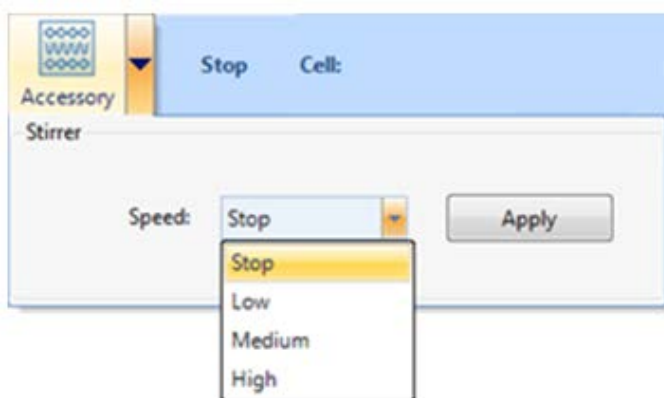 Accessory
Stop Cell:
Stirrer
Speed: Stop Apply
Stop
Low
Medium
High